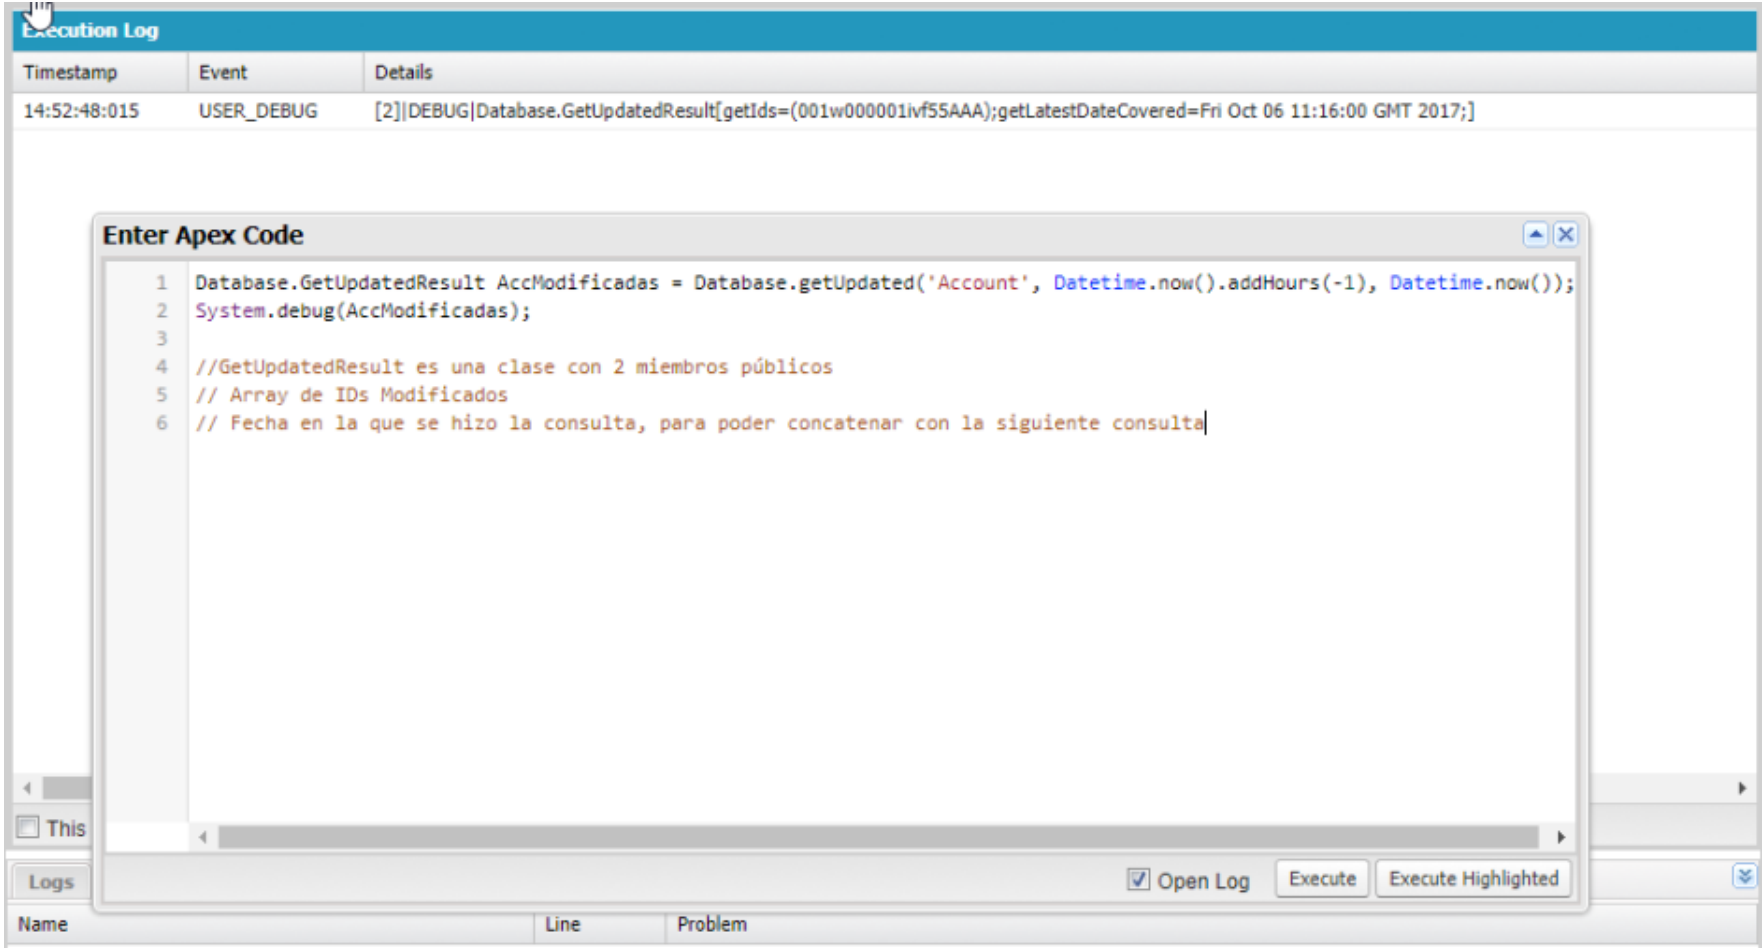 Execution Log
Timestamp Event Details
14:52:48:015 USER_DEBUG [2]|DEBUG|Database.GetUpdatedResult[getIds=(001w000001ivf55AAA);getLatestDateCovered=Fri Oct 06 11:16:00 GMT 2017;]
Enter Apex Code
1 Database.GetUpdatedResult AccModificadas = Database.getUpdated('Account', Datetime.now().addHours(-1), Datetime.now());
2 System.debug(AccModificadas);
3
4 //GetUpdatedResult es una clase con 2 miembros públicos
5 // Array de IDs Modificados
6 // Fecha en la que se hizo la consulta, para poder concatenar con la siguiente consulta
This
Open Log Execute Execute Highlighted
Logs
Name Line Problem